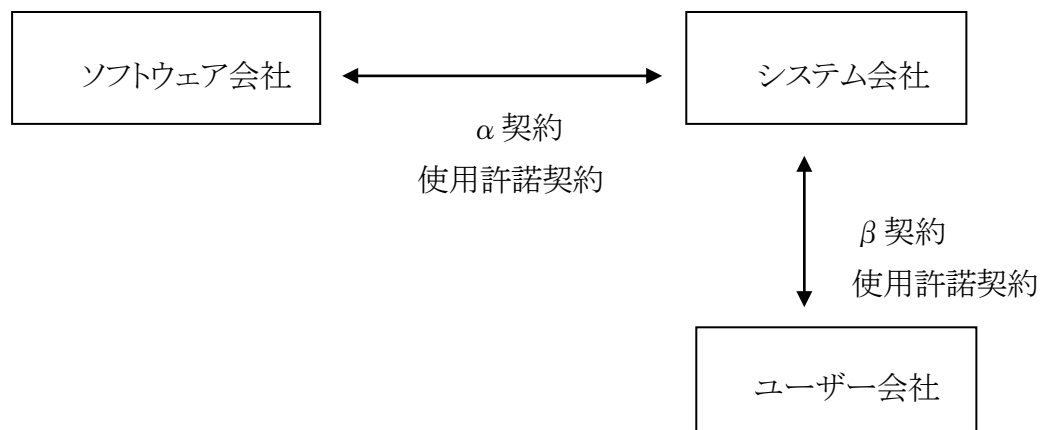 ソフトウェア会社
システム会社
α契約
使用許諾契約
β契約
使用許諾契約
ユーザー会社